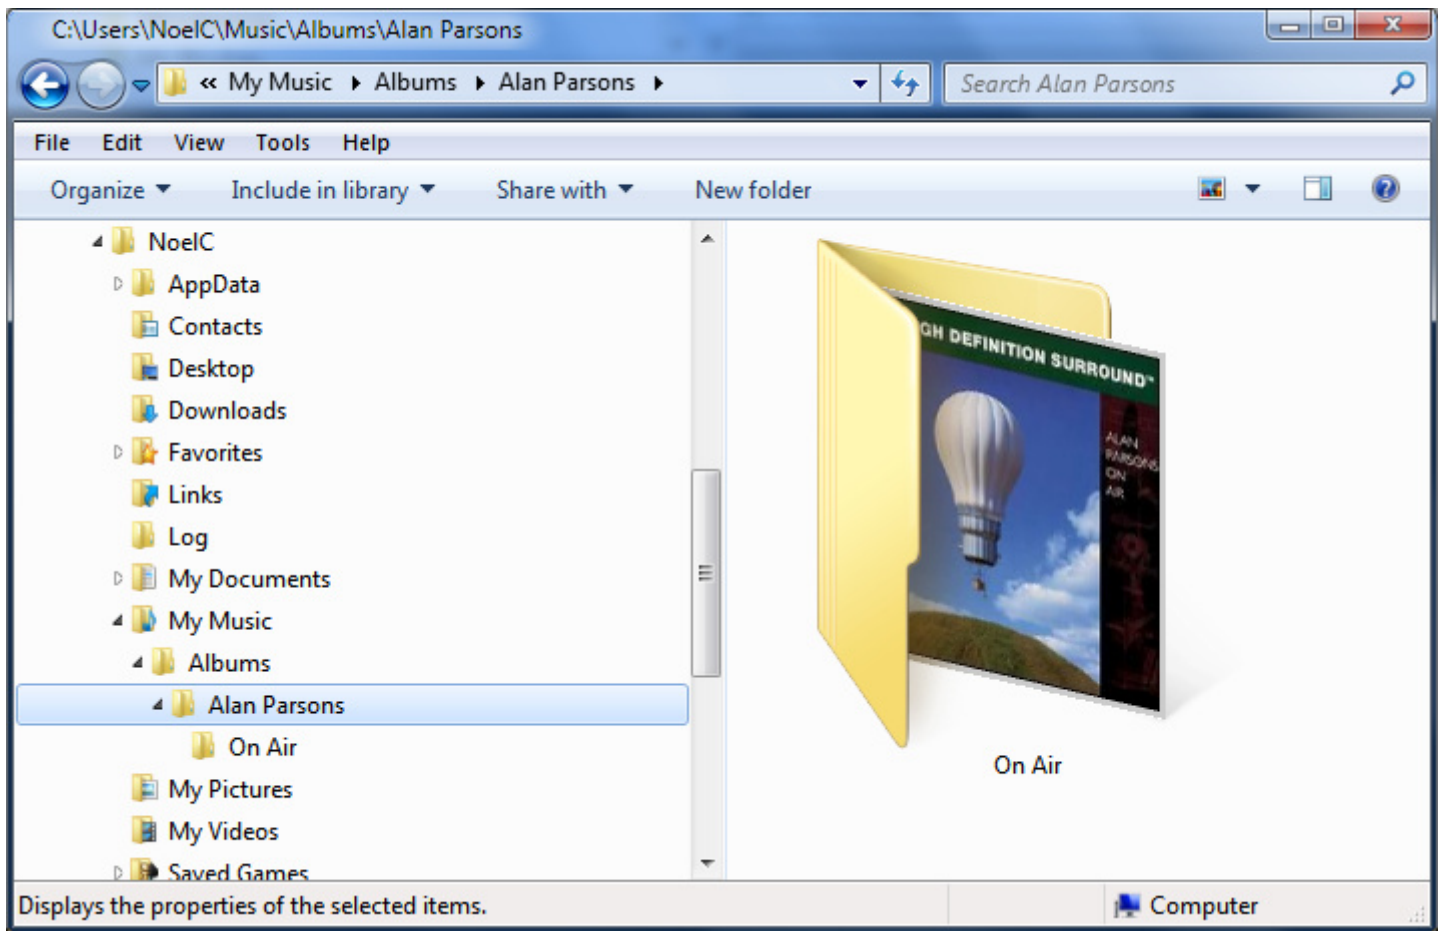 C:\Users\NoelC\Music\Albums\Alan Parsons
« My Music Albums Alan Parsons
Search Alan Parsons
File Edit View Tools Help
Organize Include in library Share with New folder
NoelC
AppData
Contacts
Desktop
Downloads
Favorites
Links
Log
My Documents
My Music
Albums
Alan Parsons
On Air
My Pictures
My Videos
Saved Games
GH DEFINITION SURROUND™
ALAN
PARSONS
ON
AIR
On Air
Displays the properties of the selected items.
Computer